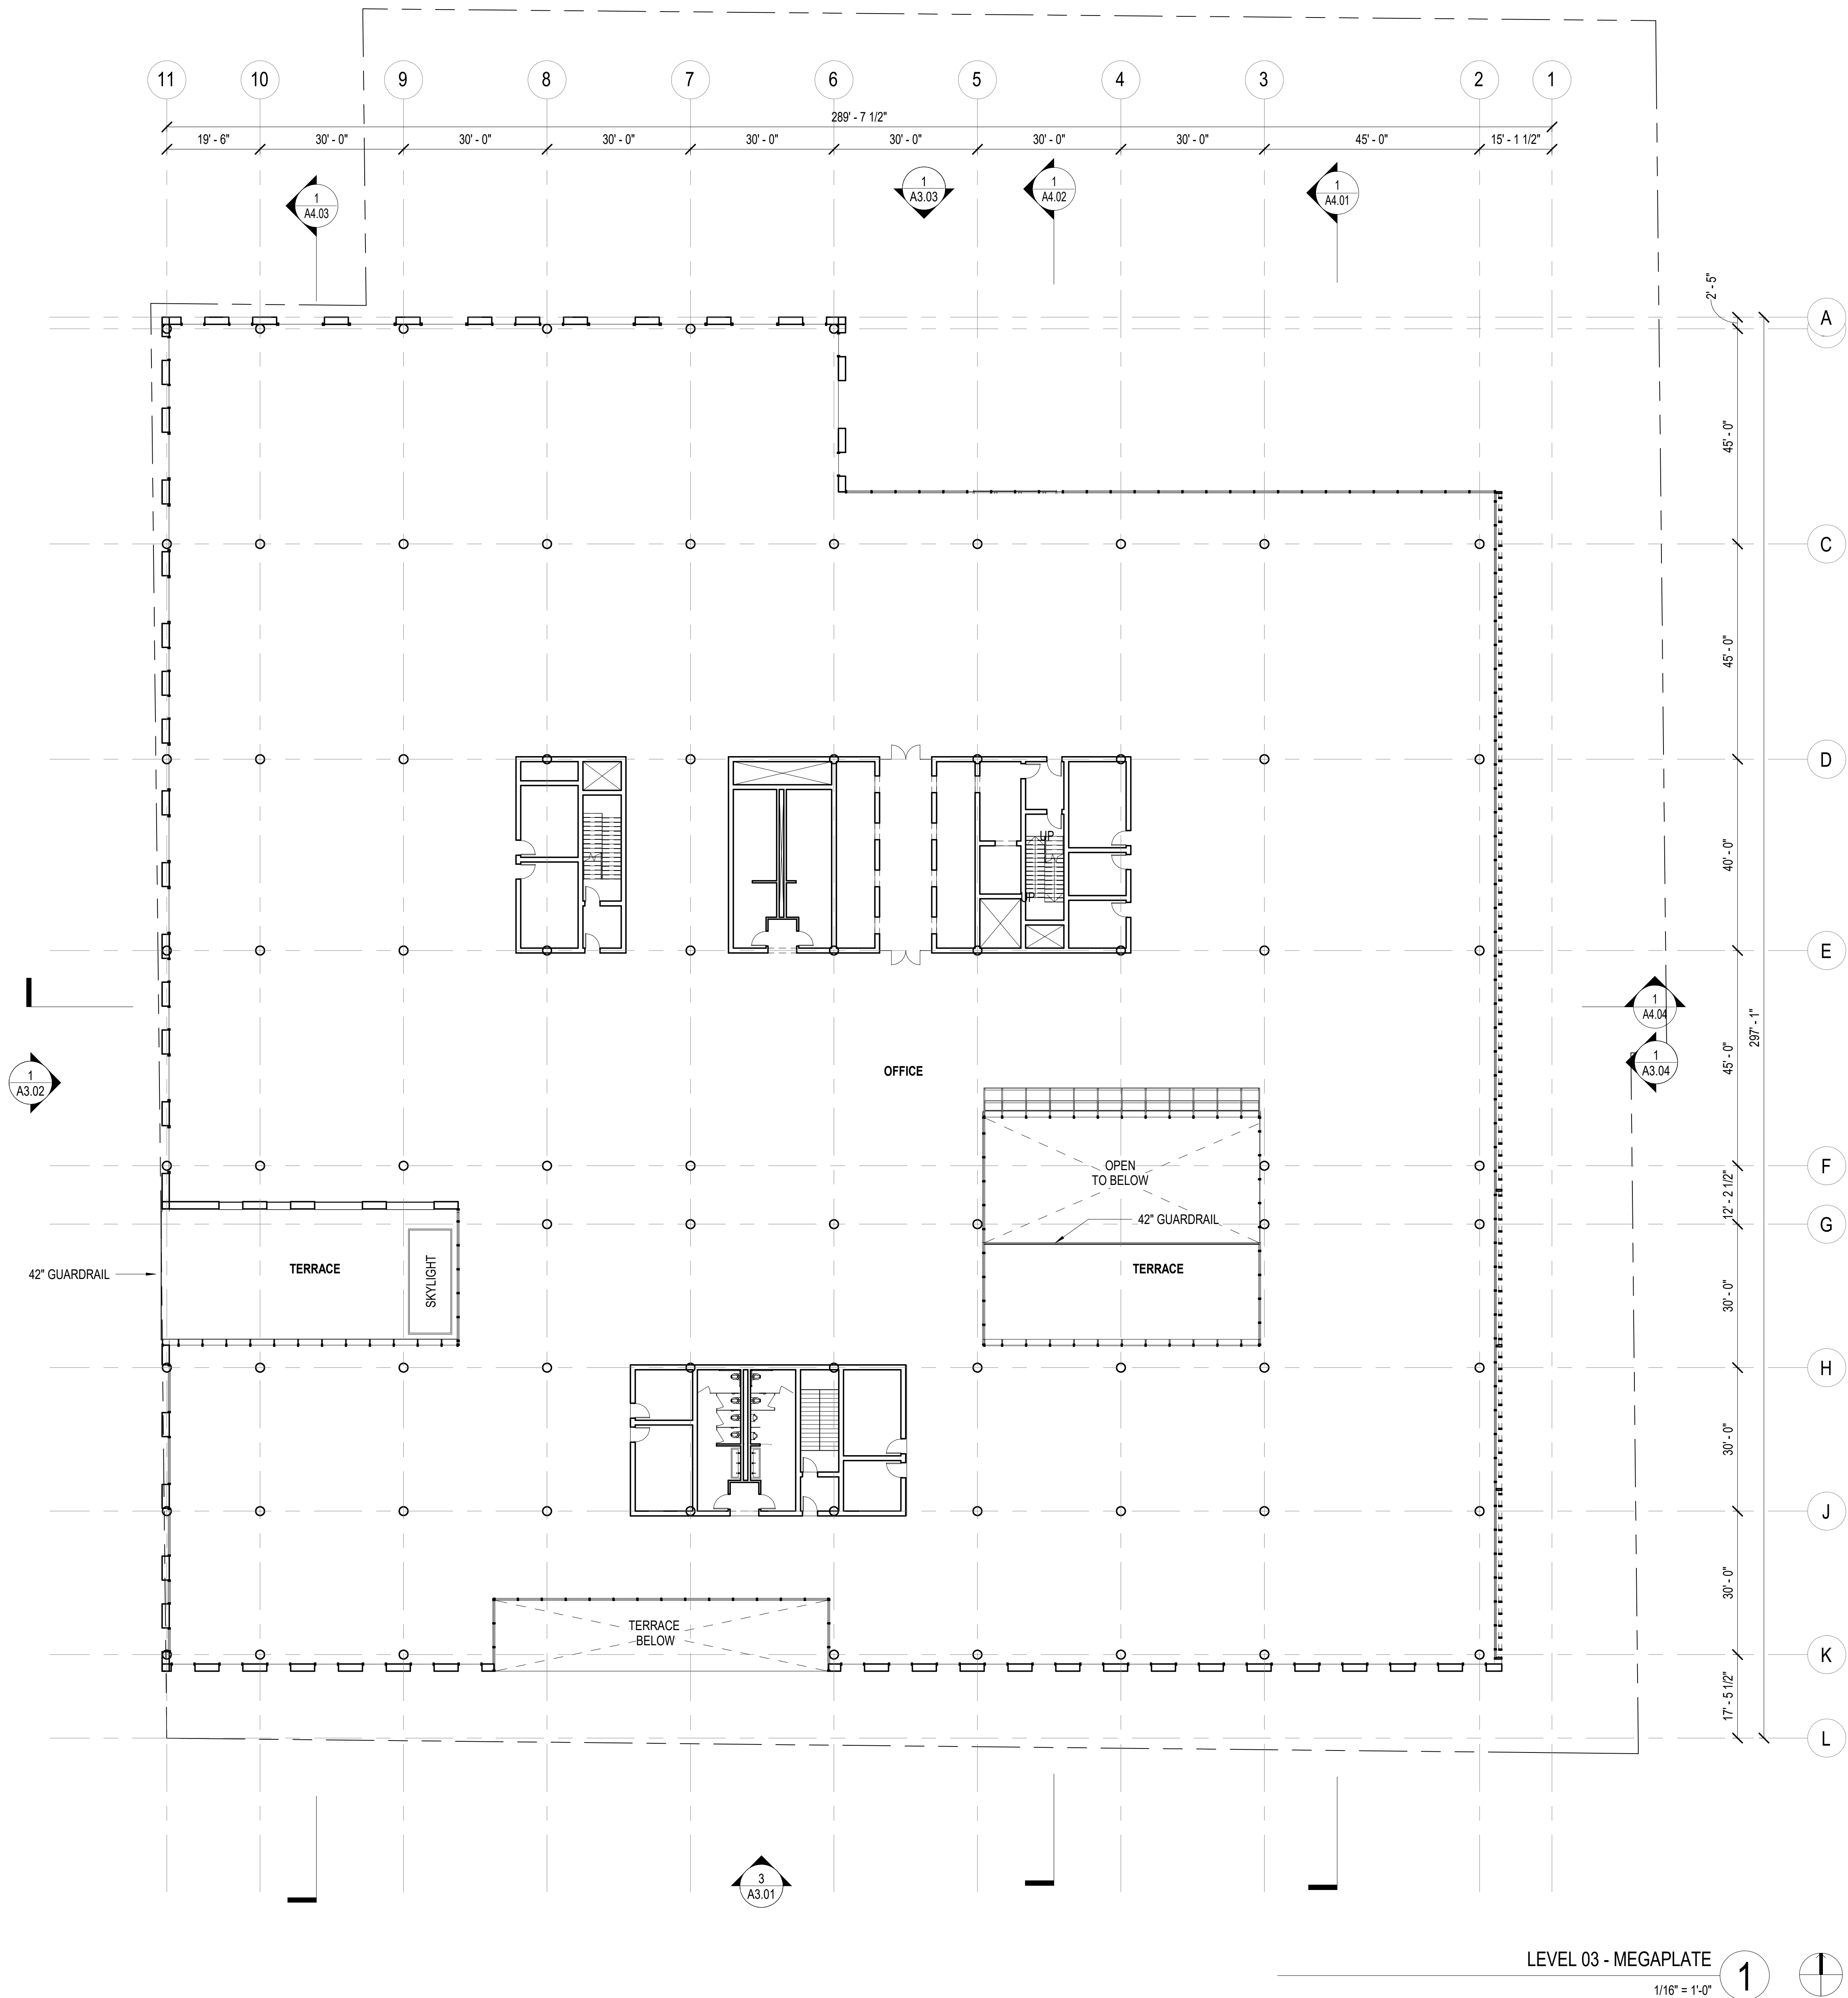 11 10 9 8 7 6 5 4 3 2 1
289' - 7 1/2"
19' - 6" 30' - 0" 30' - 0" 30' - 0" 30' - 0" 30' - 0" 30' - 0" 30' - 0" 45' - 0" 15' - 1 1/2"
1
A4.03
1
A3.03
1
A4.02
1
A4.01
2' - 5"
A
45' - 0"
C
45' - 0"
D
UP
40' - 0"
UP
E
1
A4.04
297' - 1"
1
A3.02
OFFICE
45' - 0"
1
A3.04
OPEN
TO BELOW
F
12' - 2 1/2"
42" GUARDRAIL
G
42" GUARDRAIL
TERRACE
SKYLIGHT
TERRACE
30' - 0"
H
30' - 0"
J
30' - 0"
TERRACE
BELOW
K
17' - 5 1/2"
L
3
A3.01
LEVEL 03 - MEGAPLATE
1
1/16" = 1'-0"